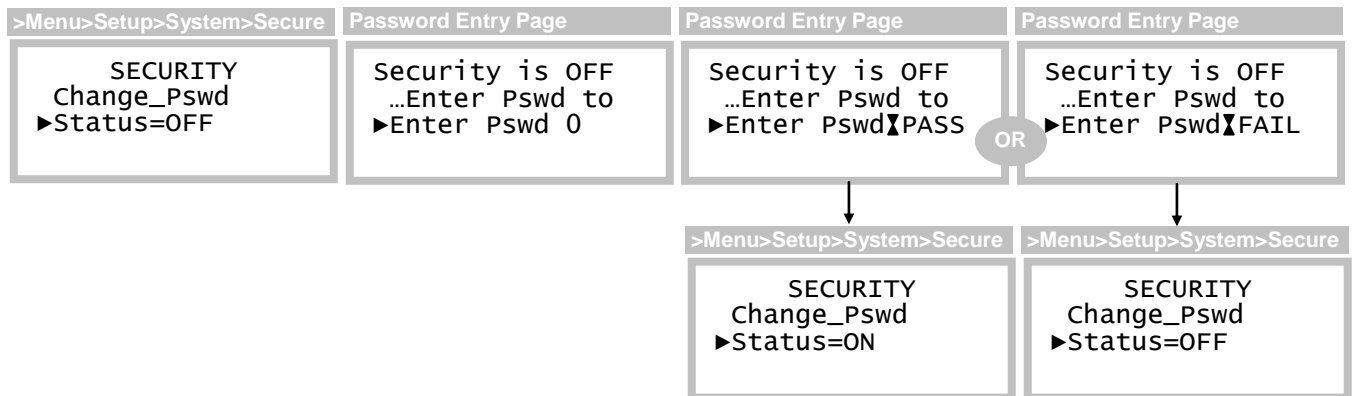 >Menu>Setup>System>Secure
SECURITY
Change_Pswd
►Status=OFF
Password Entry Page
Security is OFF
…Enter Pswd to
►Enter Pswd 0
Password Entry Page
Security is OFF
…Enter Pswd to
►Enter Pswd PASS
OR
Password Entry Page
Security is OFF
…Enter Pswd to
►Enter Pswd FAIL
>Menu>Setup>System>Secure
SECURITY
Change_Pswd
►Status=ON
>Menu>Setup>System>Secure
SECURITY
Change_Pswd
►Status=OFF